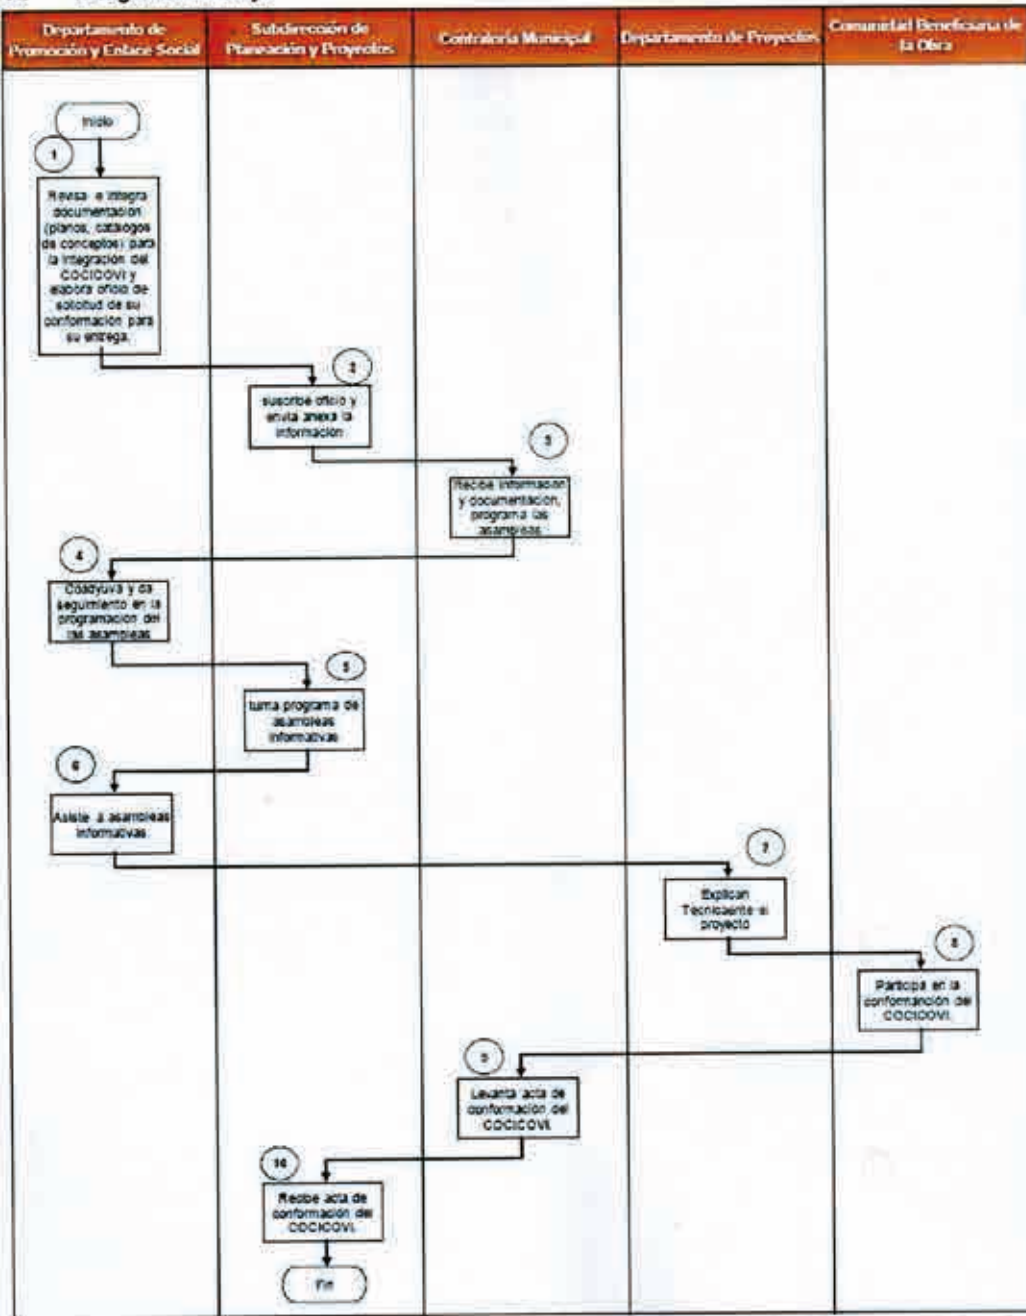 Departamento de
Promoción y Enlace Social
Subdirección de
Planeación y Proyectos
Contraloría Municipal
Departamento de Proyectos
Comunidad Beneficiaria de
la Obra
Inicio
1
Revisa e integra
documentación
(planos, catálogos
de conceptos) para
la integración del
COCICOVI y
elabora oficio de
solicitud de su
conformación para
su entrega.
2
suscribe oficio y
envía anexa la
información
3
Recibe información
y documentación,
programa las
asambleas
4
Coadyuva y da
seguimiento en la
programación del
las asambleas
5
turna programa de
asambleas
informativas
6
Asiste a asambleas
informativas
7
Explican
Tecnicaente el
proyecto
8
Participa en la
conformanción del
COCICOVI.
9
Levanta acta de
conformación del
COCICOVI.
10
Recibe acta de
conformación del
COCICOVI.
Fin